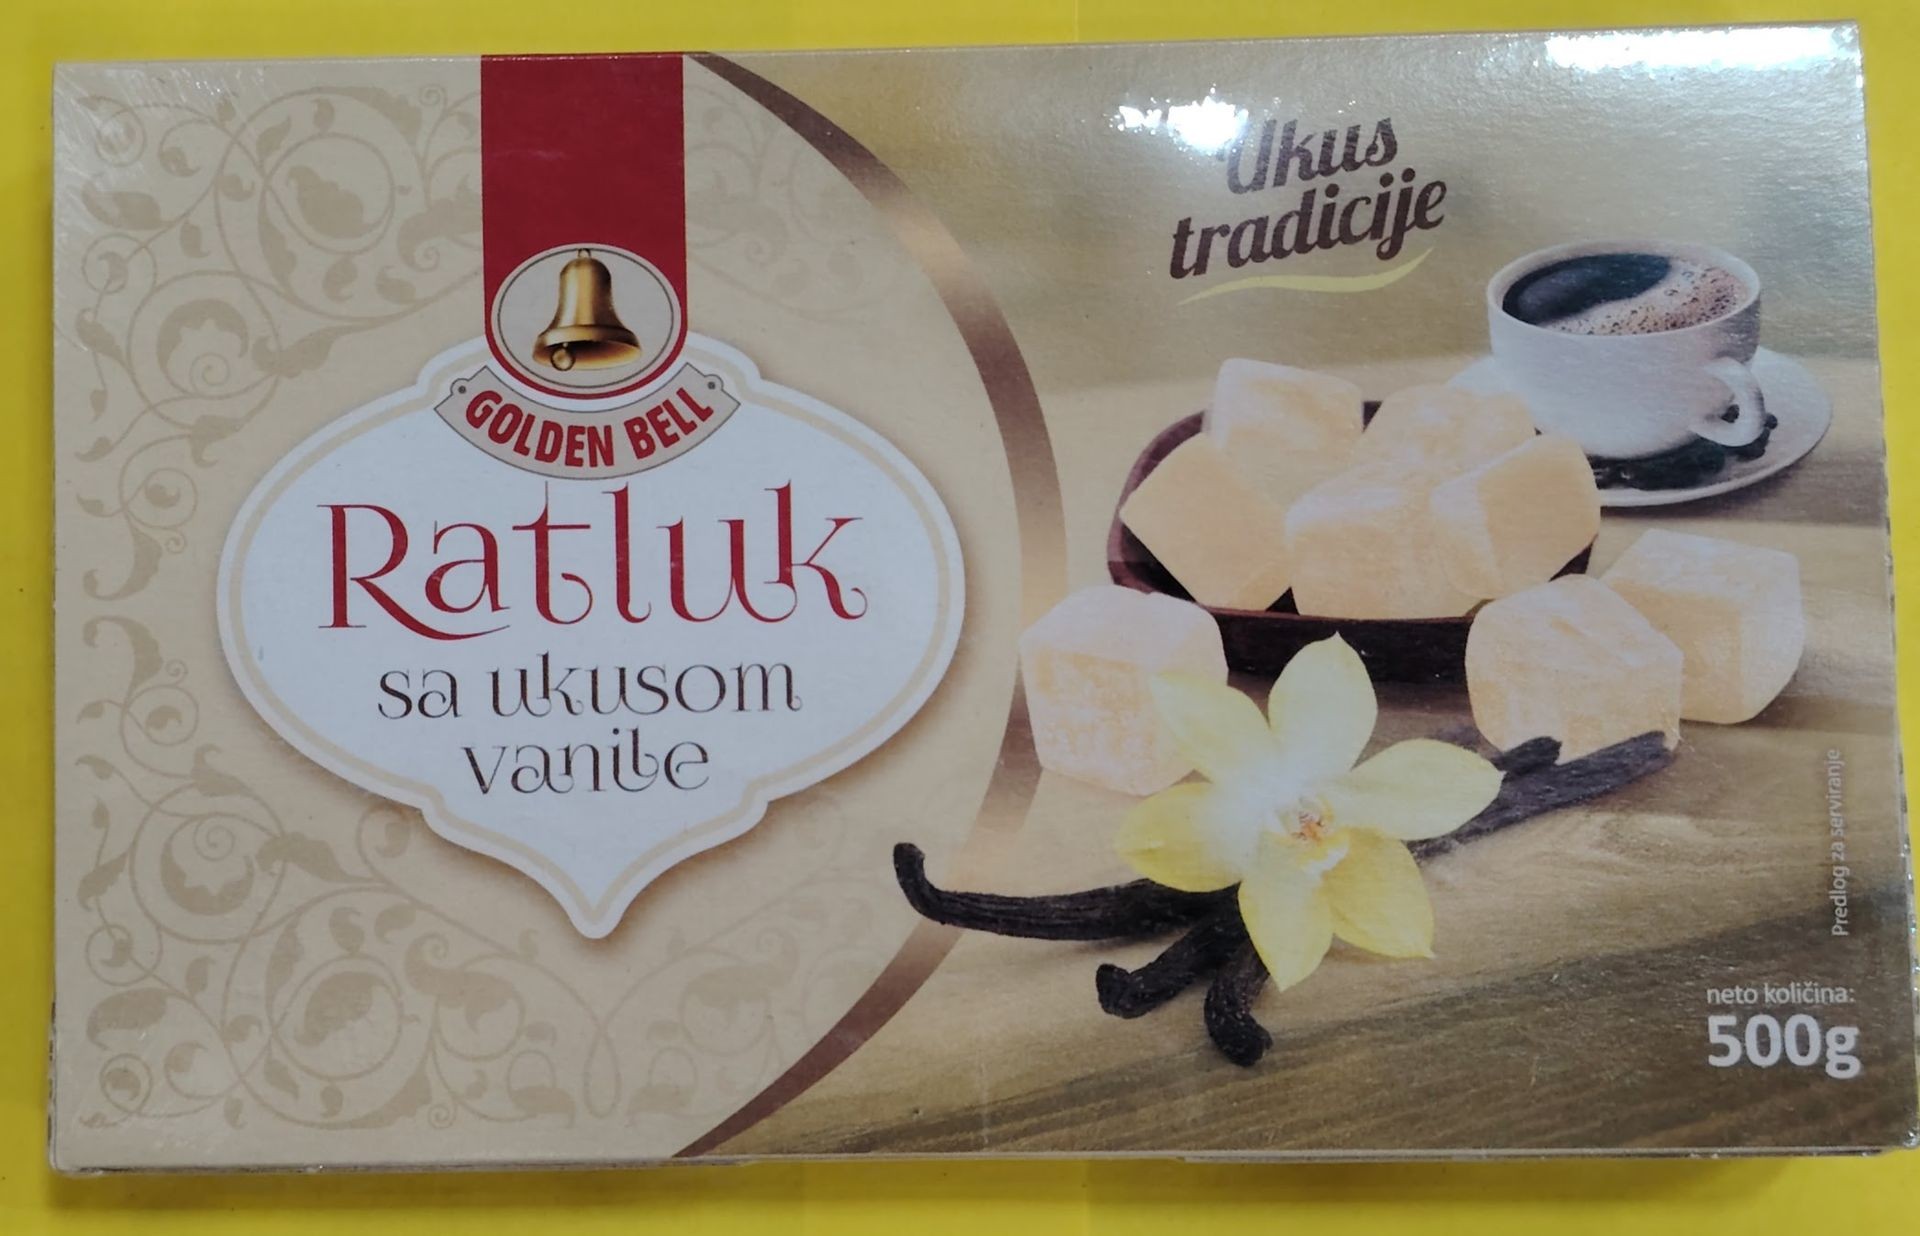 GOLDEN BELL
Ratluk
sa ukusom
vanile
Ukus
tradicije
Predlog za serviranje
neto količina:
500g